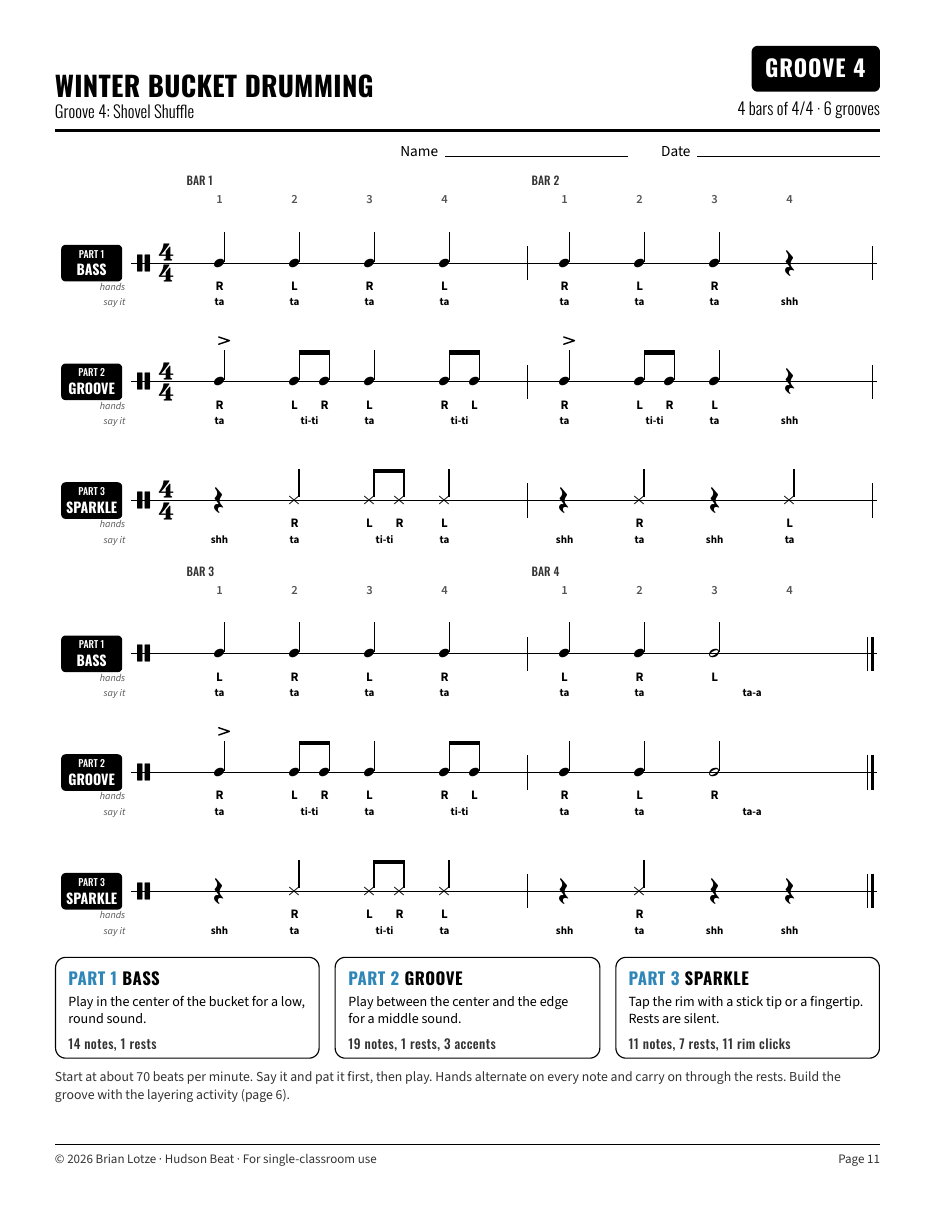 WINTER BUCKET DRUMMING
Groove 4: Shovel Shuffle
GROOVE 4
4 bars of 4/4 · 6 grooves
Name Date
BAR 1 BAR 2
1 2 3 4 1 2 3 4
PART 1
BASS
4
4
hands R L R L R L R
say it ta ta ta ta ta ta ta shh
>  >
PART 2
GROOVE
4
4
hands R L R L R L R L R L
say it ta ti-ti ta ti-ti ta ti-ti ta shh
PART 3
SPARKLE
4
4
hands R L R L R L
say it shh ta ti-ti ta shh ta shh ta
BAR 3 BAR 4
1 2 3 4 1 2 3 4
PART 1
BASS
hands L R L R L R L
say it ta ta ta ta ta ta ta-a
>
PART 2
GROOVE
hands R L R L R L R L R
say it ta ti-ti ta ti-ti ta ta ta-a
PART 3
SPARKLE
hands R L R L R
say it shh ta ti-ti ta shh ta shh shh
PART 1 BASS
Play in the center of the bucket for a low,
round sound.
14 notes, 1 rests
PART 2 GROOVE
Play between the center and the edge
for a middle sound.
19 notes, 1 rests, 3 accents
PART 3 SPARKLE
Tap the rim with a stick tip or a fingertip.
Rests are silent.
11 notes, 7 rests, 11 rim clicks
Start at about 70 beats per minute. Say it and pat it first, then play. Hands alternate on every note and carry on through the rests. Build the
groove with the layering activity (page 6).
© 2026 Brian Lotze · Hudson Beat · For single-classroom use
Page 11